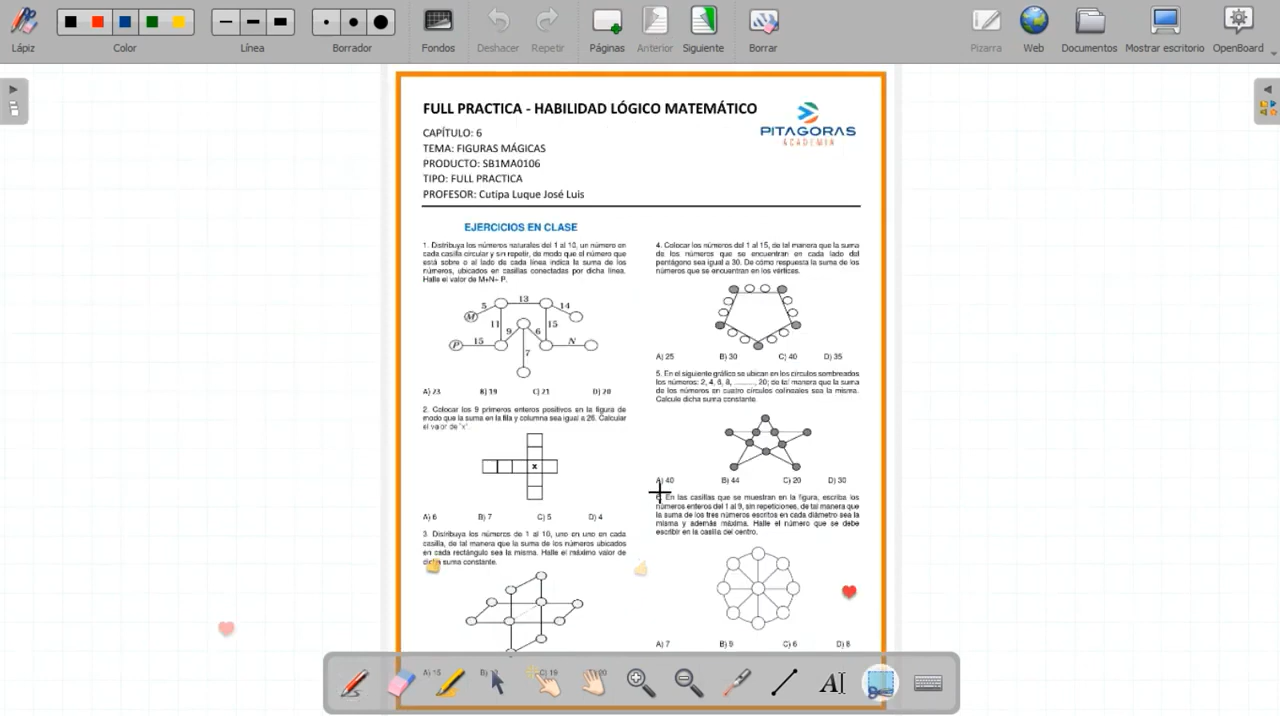 Lápiz
Color
Línea
Borrador
Fondos
Deshacer
Repetir
Páginas
Anterior
Siguiente
Borrar
Pizarra
Web
Documentos
Mostrar escritorio
OpenBoard
FULL PRACTICA - HABILIDAD LÓGICO MATEMÁTICO
PITAGORAS
ACADEMIA
CAPÍTULO: 6
TEMA: FIGURAS MÁGICAS
PRODUCTO: SB1MA0106
TIPO: FULL PRACTICA
PROFESOR: Cutipa Luque José Luis
EJERCICIOS EN CLASE
1. Distribuya los números naturales del 1 al 10, un número en
cada casilla circular y sin repetir, de modo que el número que
está sobre o al lado de cada línea indica la suma de los
números, ubicados en casillas conectadas por dicha línea.
Halle el valor de M+N+ P.
5 13 14
M 11 9 6 15
P 15 N
7
A) 23 B) 19 C) 21 D) 20
2. Colocar los 9 primeros enteros positivos en la figura de
modo que la suma en la fila y columna sea igual a 26. Calcular
el valor de "x".
x
A) 6 B) 7 C) 5 D) 4
3. Distribuya los números de 1 al 10, uno en uno en cada
casilla, de tal manera que la suma de los números ubicados
en cada rectángulo sea la misma. Halle el máximo valor de
dicha suma constante.
4. Colocar los números del 1 al 15, de tal manera que la suma
de los números que se encuentran en cada lado del
pentágono sea igual a 30. De cómo respuesta la suma de los
números que se encuentran en los vértices.
A) 25 B) 30 C) 40 D) 35
5. En el siguiente gráfico se ubican en los círculos sombreados
los números: 2, 4, 6, 8, ........., 20; de tal manera que la suma
de los números en cuatro círculos colineales sea la misma.
Calcule dicha suma constante.
A) 40 B) 44 C) 20 D) 30
En las casillas que se muestran en la figura, escriba los
números enteros del 1 al 9, sin repeticiones, de tal manera que
la suma de los tres números escritos en cada diámetro sea la
misma y además máxima. Halle el número que se debe
escribir en la casilla del centro.
A) 7 B) 9 C) 6 D) 8